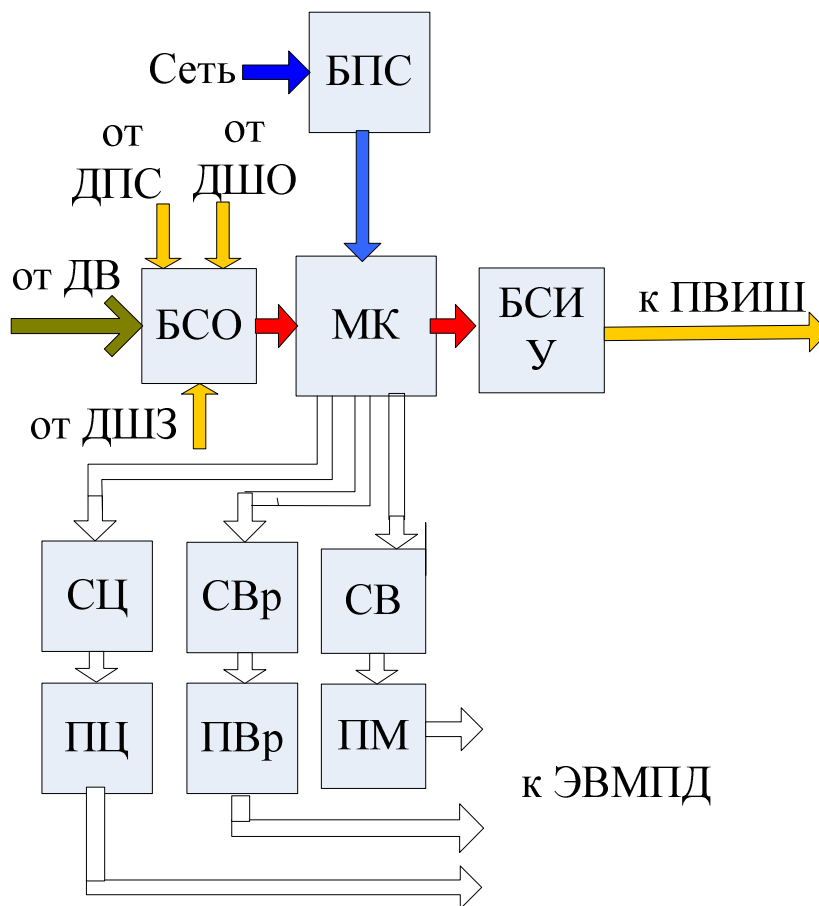 Сеть
БПС
от
ДПС
от
ДШО
от ДВ
БСО
МК
БСИ
У
к ПВИШ
от ДШЗ
СЦ
СВр
СВ
ПЦ
ПВр
ПМ
к ЭВМПД